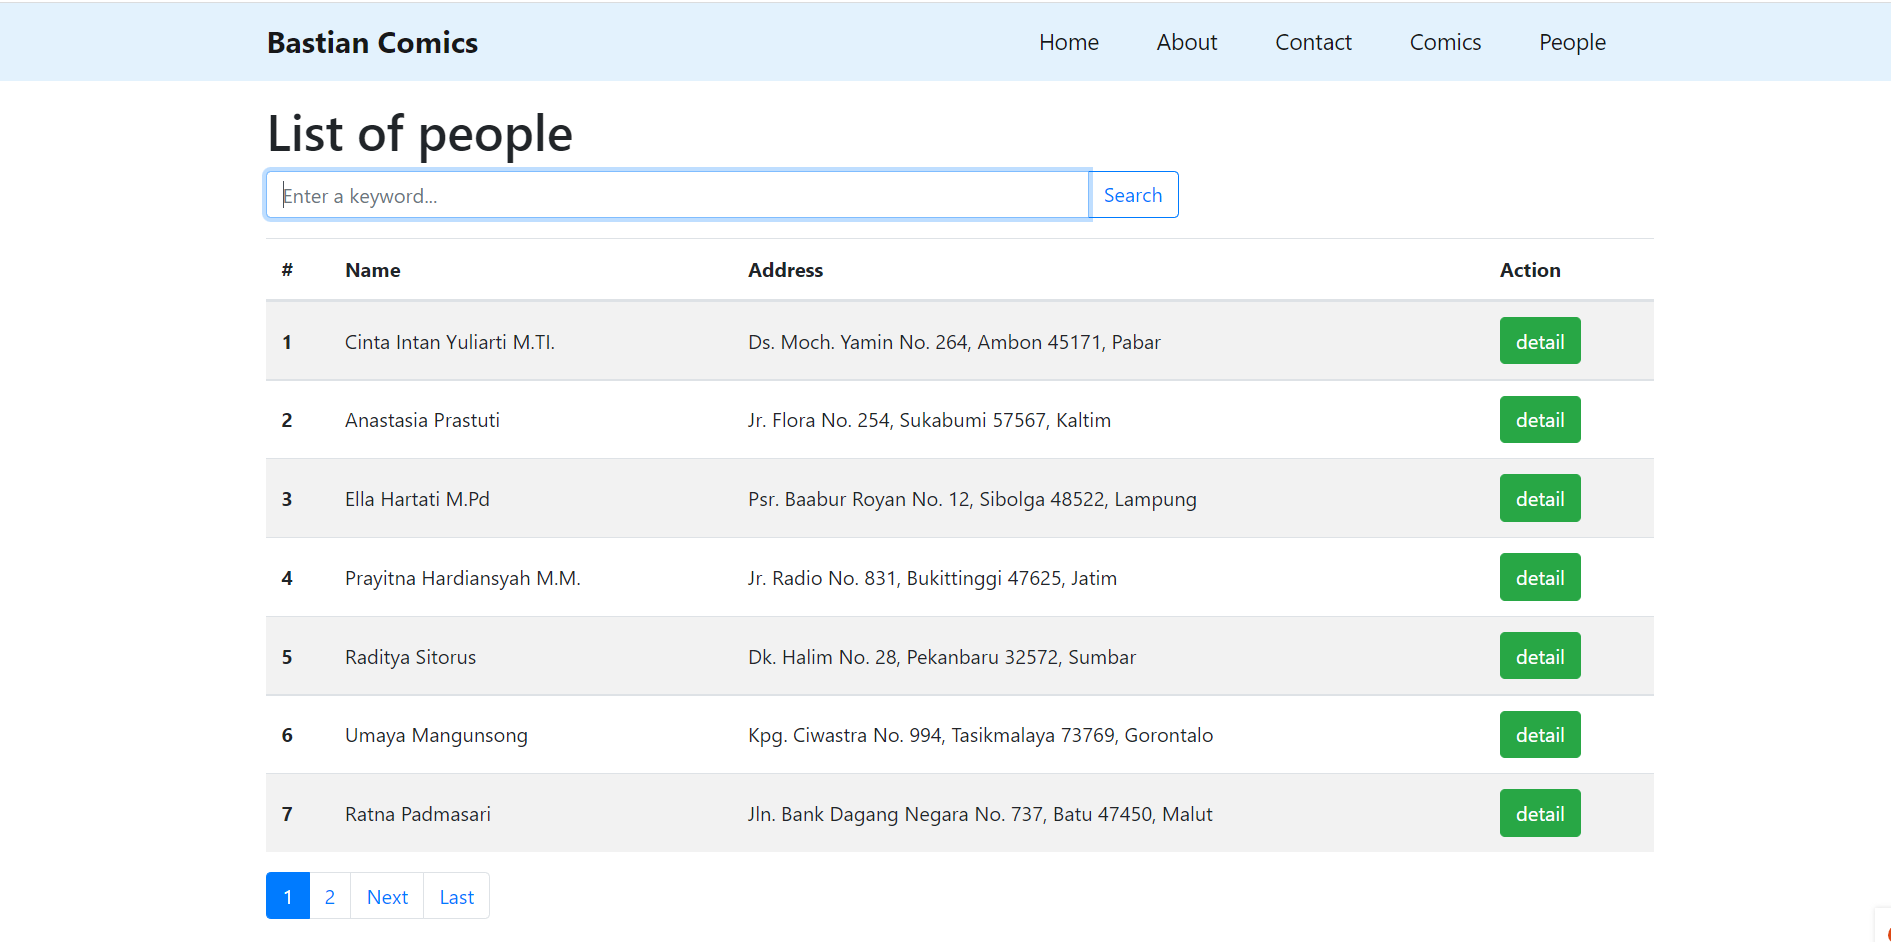 Bastian Comics Home About Contact Comics People
List of people
Enter a keyword... Search
# Name Address Action
1 Cinta Intan Yuliarti M.TI. Ds. Moch. Yamin No. 264, Ambon 45171, Pabar detail
2 Anastasia Prastuti Jr. Flora No. 254, Sukabumi 57567, Kaltim detail
3 Ella Hartati M.Pd Psr. Baabur Royan No. 12, Sibolga 48522, Lampung detail
4 Prayitna Hardiansyah M.M. Jr. Radio No. 831, Bukittinggi 47625, Jatim detail
5 Raditya Sitorus Dk. Halim No. 28, Pekanbaru 32572, Sumbar detail
6 Umaya Mangunsong Kpg. Ciwastra No. 994, Tasikmalaya 73769, Gorontalo detail
7 Ratna Padmasari Jln. Bank Dagang Negara No. 737, Batu 47450, Malut detail
1 2 Next Last